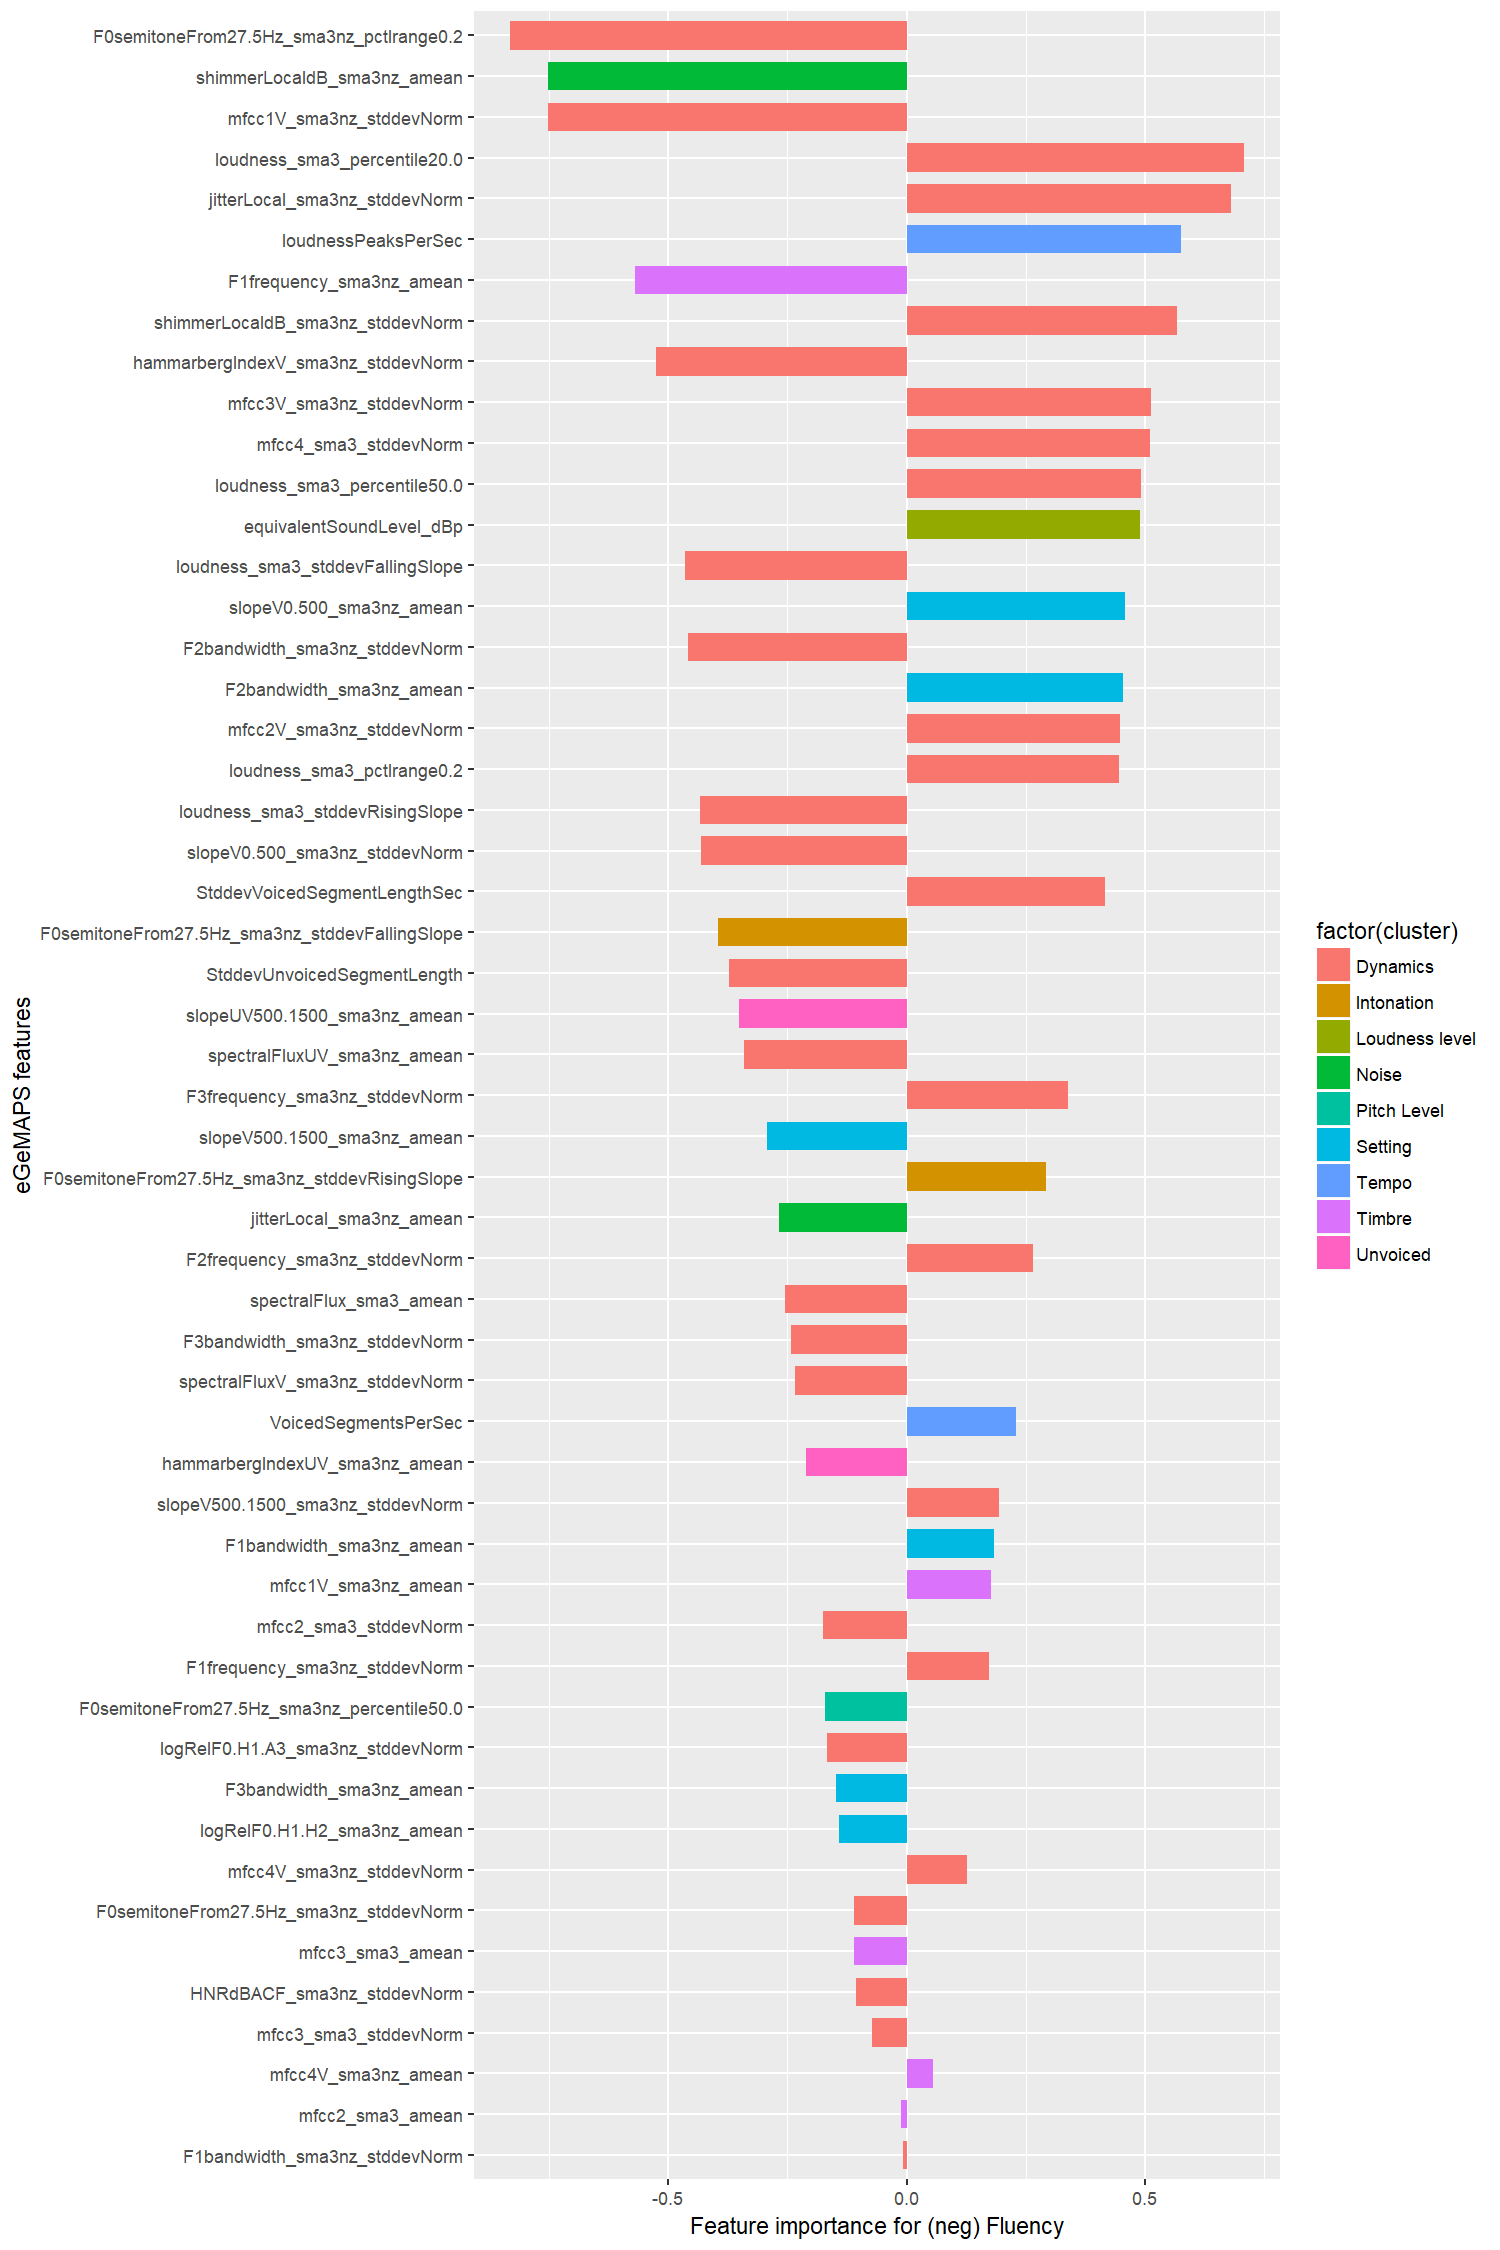 F0semitoneFrom27.5Hz_sma3nz_pctlrange0.2
shimmerLocaldB_sma3nz_amean
mfcc1V_sma3nz_stddevNorm
loudness_sma3_percentile20.0
jitterLocal_sma3nz_stddevNorm
loudnessPeaksPerSec
F1frequency_sma3nz_amean
shimmerLocaldB_sma3nz_stddevNorm
hammarbergIndexV_sma3nz_stddevNorm
mfcc3V_sma3nz_stddevNorm
mfcc4_sma3_stddevNorm
loudness_sma3_percentile50.0
equivalentSoundLevel_dBp
loudness_sma3_stddevFallingSlope
slopeV0.500_sma3nz_amean
F2bandwidth_sma3nz_stddevNorm
F2bandwidth_sma3nz_amean
mfcc2V_sma3nz_stddevNorm
loudness_sma3_pctlrange0.2
loudness_sma3_stddevRisingSlope
slopeV0.500_sma3nz_stddevNorm
StddevVoicedSegmentLengthSec
F0semitoneFrom27.5Hz_sma3nz_stddevFallingSlope
StddevUnvoicedSegmentLength
slopeUV500.1500_sma3nz_amean
spectralFluxUV_sma3nz_amean
F3frequency_sma3nz_stddevNorm
slopeV500.1500_sma3nz_amean
F0semitoneFrom27.5Hz_sma3nz_stddevRisingSlope
jitterLocal_sma3nz_amean
F2frequency_sma3nz_stddevNorm
spectralFlux_sma3_amean
F3bandwidth_sma3nz_stddevNorm
spectralFluxV_sma3nz_stddevNorm
VoicedSegmentsPerSec
hammarbergIndexUV_sma3nz_amean
slopeV500.1500_sma3nz_stddevNorm
F1bandwidth_sma3nz_amean
mfcc1V_sma3nz_amean
mfcc2_sma3_stddevNorm
F1frequency_sma3nz_stddevNorm
F0semitoneFrom27.5Hz_sma3nz_percentile50.0
logRelF0.H1.A3_sma3nz_stddevNorm
F3bandwidth_sma3nz_amean
logRelF0.H1.H2_sma3nz_amean
mfcc4V_sma3nz_stddevNorm
F0semitoneFrom27.5Hz_sma3nz_stddevNorm
mfcc3_sma3_amean
HNRdBACF_sma3nz_stddevNorm
mfcc3_sma3_stddevNorm
mfcc4V_sma3nz_amean
mfcc2_sma3_amean
F1bandwidth_sma3nz_stddevNorm
eGeMAPS features
-0.5 0.0 0.5
Feature importance for (neg) Fluency
factor(cluster)
Dynamics
Intonation
Loudness level
Noise
Pitch Level
Setting
Tempo
Timbre
Unvoiced